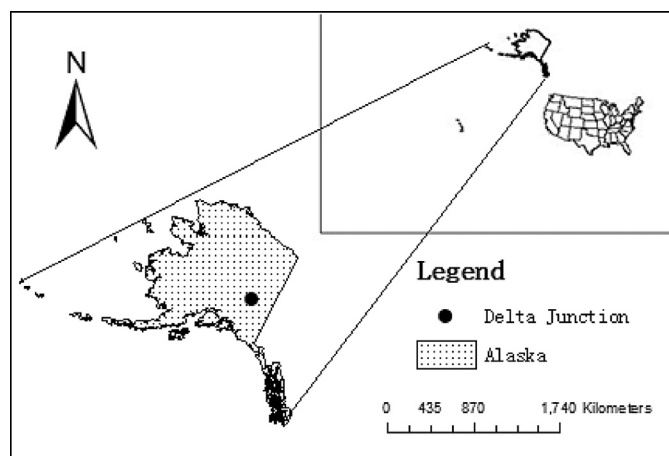 N
Legend
Delta Junction
Alaska
0 435 870 1,740 Kilometers